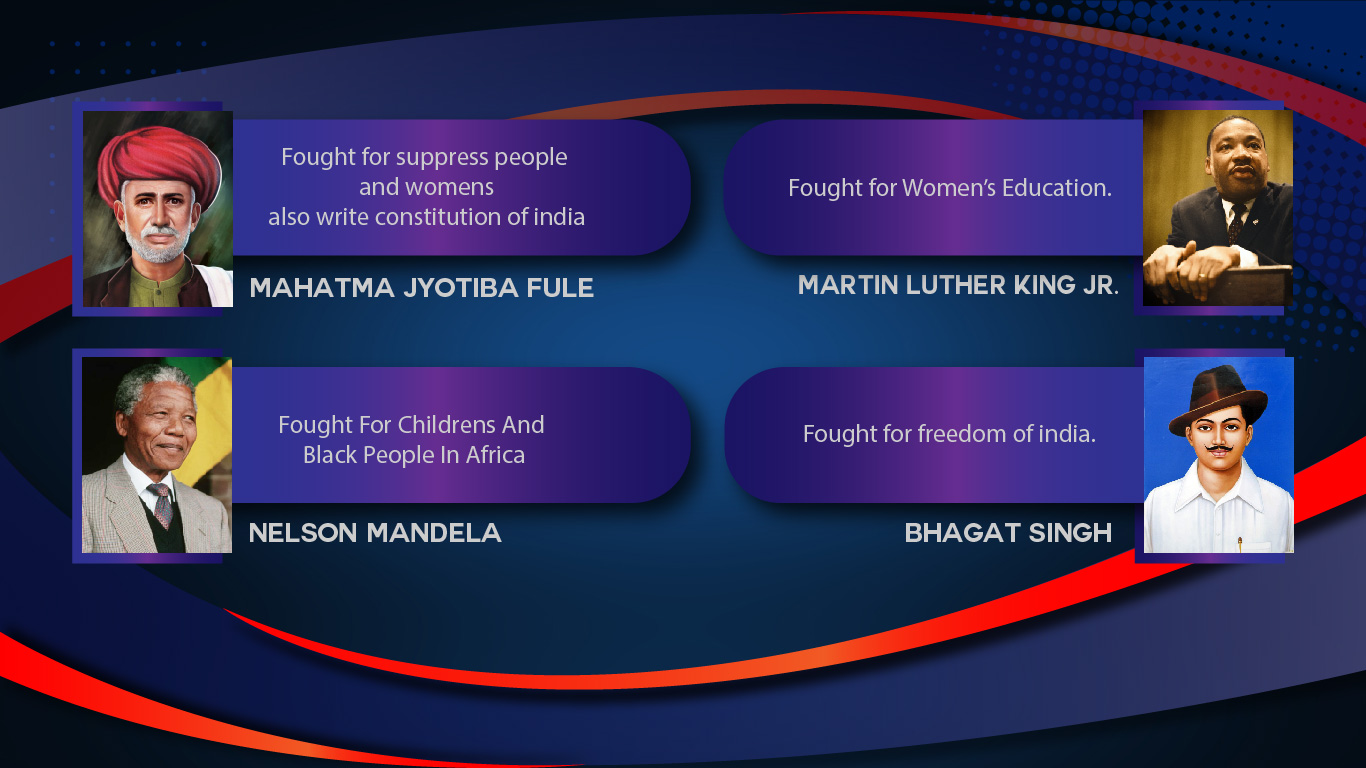 Fought for suppress people
and womens
also write constitution of india
MAHATMA JYOTIBA FULE
Fought for Women’s Education.
MARTIN LUTHER KING JR.
Fought For Childrens And
Black People In Africa
NELSON MANDELA
Fought for freedom of india.
BHAGAT SINGH